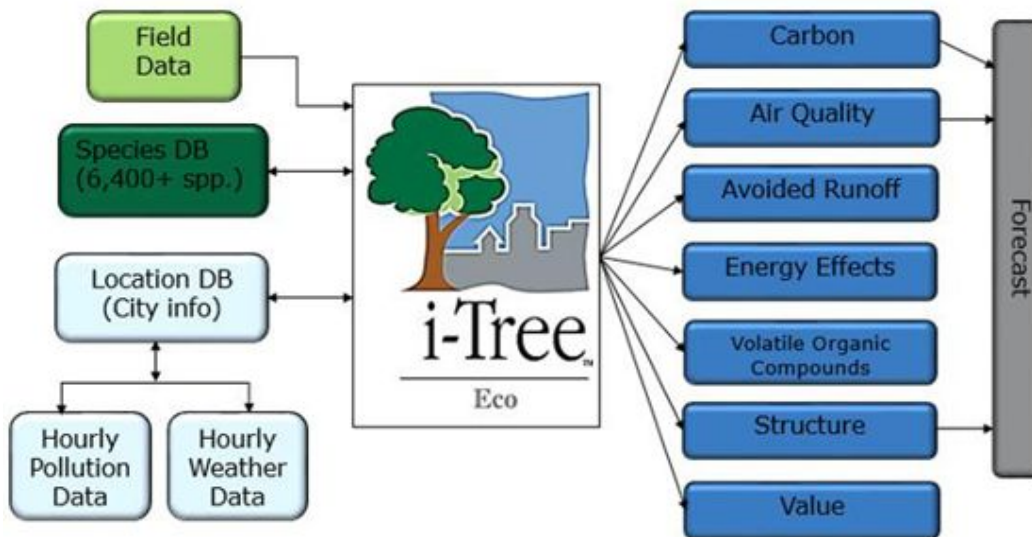 Field
Data
Species DB
(6,400+ spp.)
Location DB
(City info)
Hourly
Pollution
Data
Hourly
Weather
Data
i-Tree™
Eco
Carbon
Air Quality
Avoided Runoff
Energy Effects
Volatile Organic
Compounds
Structure
Value
Forecast